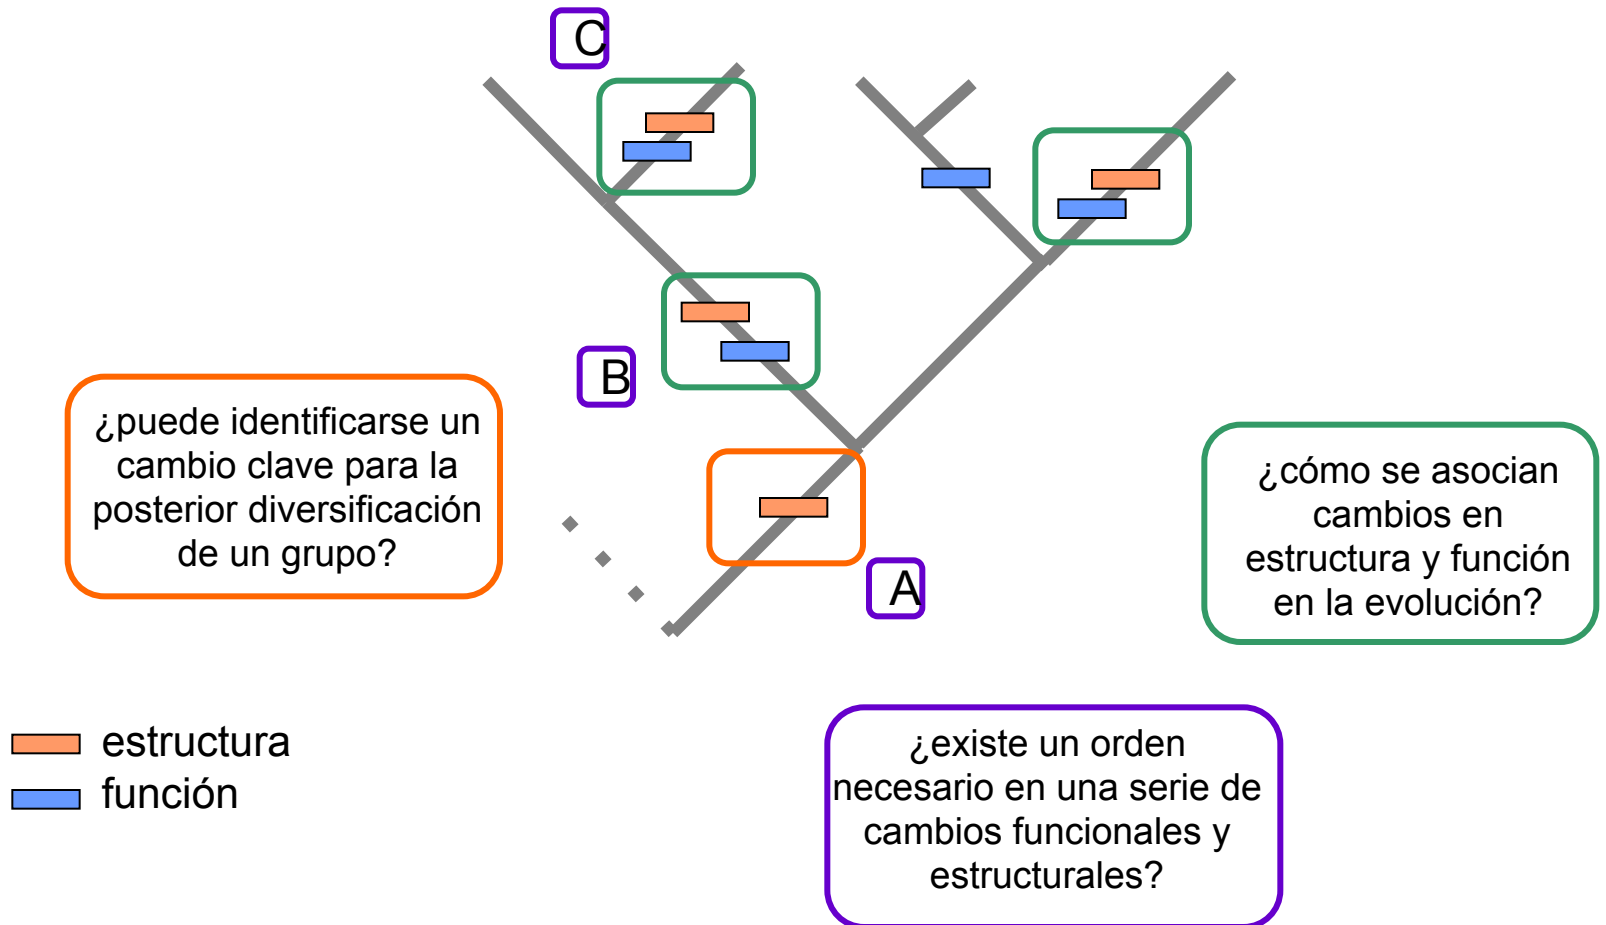 C
B
¿puede identificarse un
cambio clave para la
posterior diversificación
de un grupo?
¿cómo se asocian
cambios en
estructura y función
en la evolución?
A
estructura
función
¿existe un orden
necesario en una serie de
cambios funcionales y
estructurales?